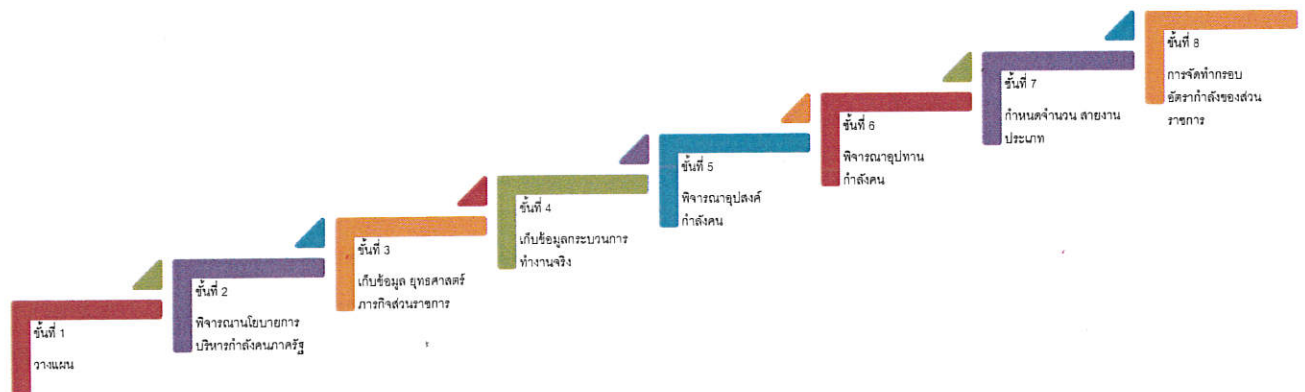 ขั้นที่ 1
วางแผน
ขั้นที่ 2
พิจารณานโยบายการ
บริหารกำลังคนภาครัฐ
ขั้นที่ 3
เก็บข้อมูล ยุทธศาสตร์
ภารกิจส่วนราชการ
ขั้นที่ 4
เก็บข้อมูลกระบวนการ
ทำงานจริง
ขั้นที่ 5
พิจารณาอุปสงค์
กำลังคน
ขั้นที่ 6
พิจารณาอุปทาน
กำลังคน
ขั้นที่ 7
กำหนดจำนวน สายงาน
ประเภท
ขั้นที่ 8
การจัดทำกรอบ
อัตรากำลังของส่วน
ราชการ